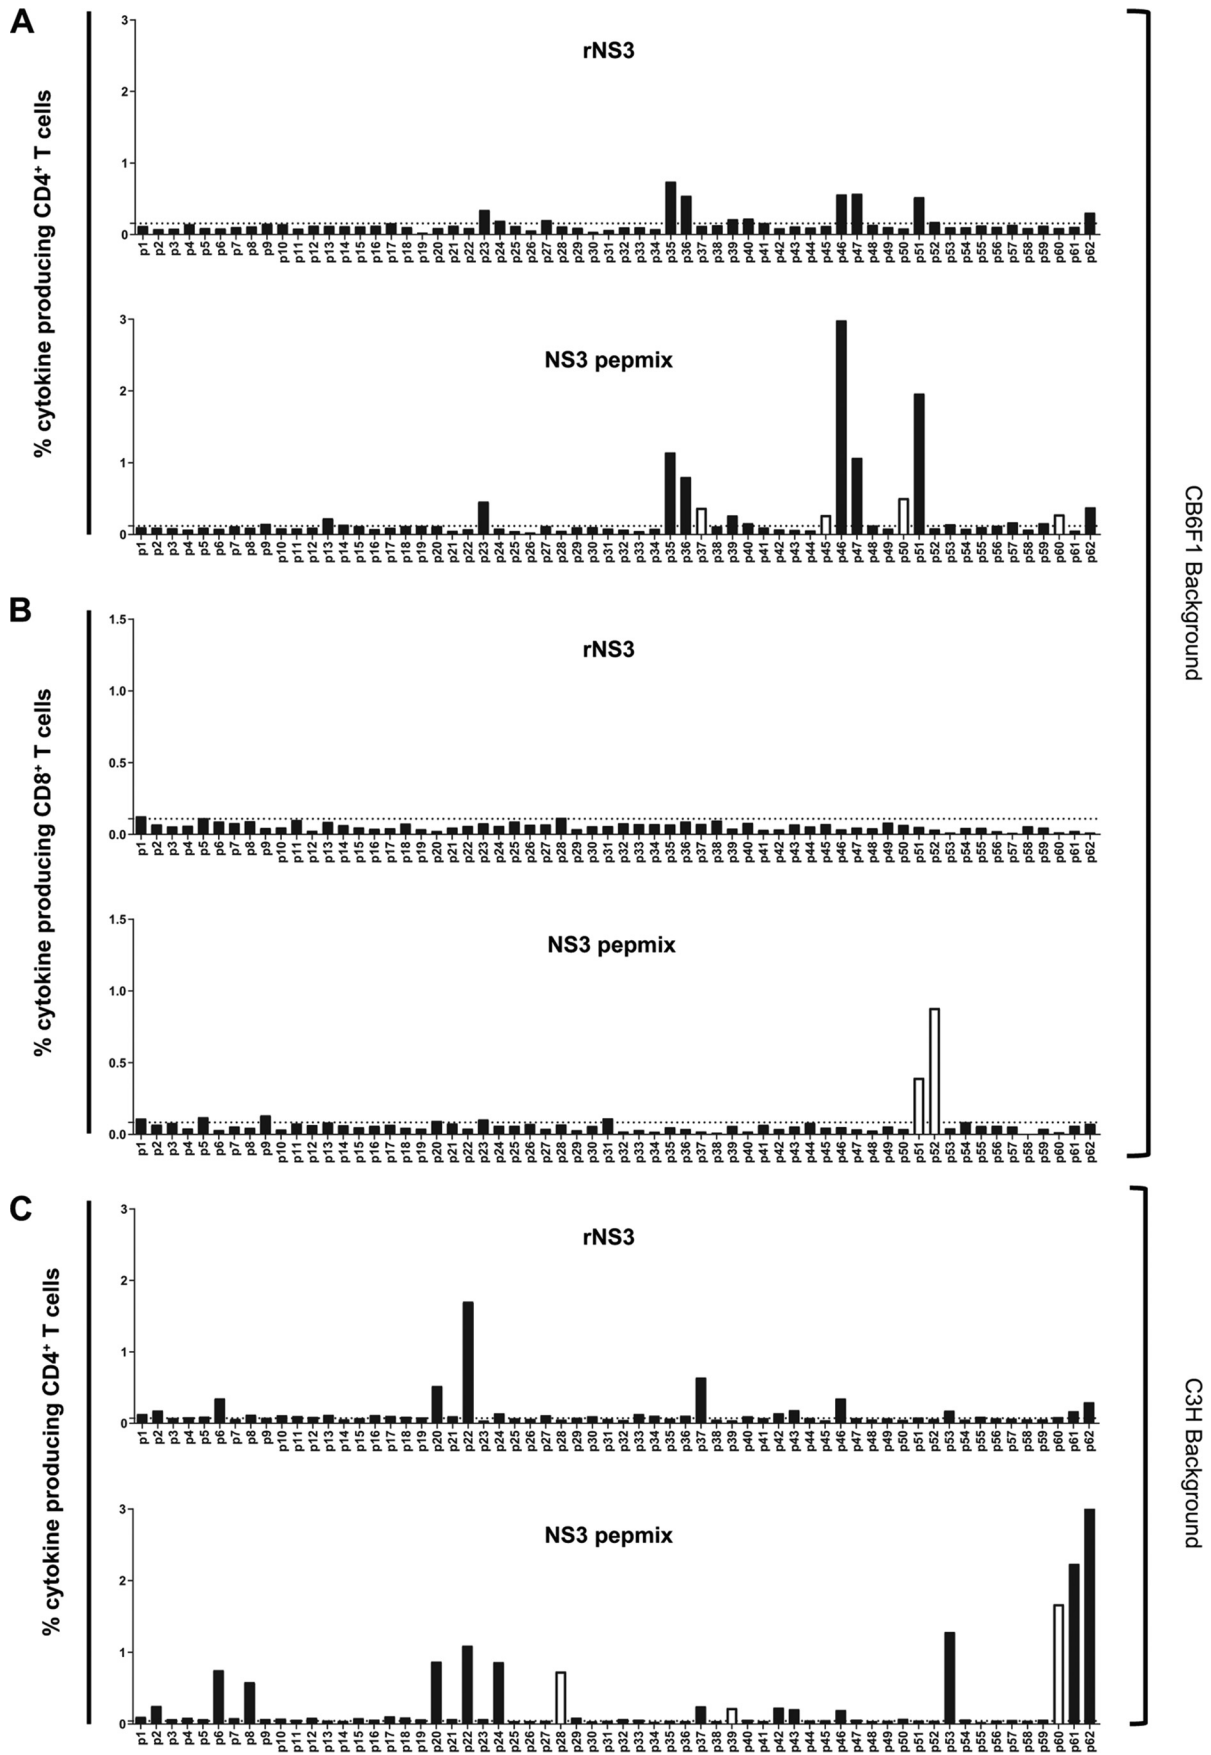 A
% cytokine producing CD4+ T cells
rNS3
3
2
1
0
p1 p2 p3 p4 p5 p6 p7 p8 p9 p10 p11 p12 p13 p14 p15 p16 p17 p18 p19 p20 p21 p22 p23 p24 p25 p26 p27 p28 p29 p30 p31 p32 p33 p34 p35 p36 p37 p38 p39 p40 p41 p42 p43 p44 p45 p46 p47 p48 p49 p50 p51 p52 p53 p54 p55 p56 p57 p58 p59 p60 p61 p62
NS3 pepmix
3
2
1
0
p1 p2 p3 p4 p5 p6 p7 p8 p9 p10 p11 p12 p13 p14 p15 p16 p17 p18 p19 p20 p21 p22 p23 p24 p25 p26 p27 p28 p29 p30 p31 p32 p33 p34 p35 p36 p37 p38 p39 p40 p41 p42 p43 p44 p45 p46 p47 p48 p49 p50 p51 p52 p53 p54 p55 p56 p57 p58 p59 p60 p61 p62
CB6F1 Background
B
% cytokine producing CD8+ T cells
rNS3
1.5
1.0
0.5
0.0
p1 p2 p3 p4 p5 p6 p7 p8 p9 p10 p11 p12 p13 p14 p15 p16 p17 p18 p19 p20 p21 p22 p23 p24 p25 p26 p27 p28 p29 p30 p31 p32 p33 p34 p35 p36 p37 p38 p39 p40 p41 p42 p43 p44 p45 p46 p47 p48 p49 p50 p51 p52 p53 p54 p55 p56 p57 p58 p59 p60 p61 p62
NS3 pepmix
1.5
1.0
0.5
0.0
p1 p2 p3 p4 p5 p6 p7 p8 p9 p10 p11 p12 p13 p14 p15 p16 p17 p18 p19 p20 p21 p22 p23 p24 p25 p26 p27 p28 p29 p30 p31 p32 p33 p34 p35 p36 p37 p38 p39 p40 p41 p42 p43 p44 p45 p46 p47 p48 p49 p50 p51 p52 p53 p54 p55 p56 p57 p58 p59 p60 p61 p62
C
% cytokine producing CD4+ T cells
rNS3
3
2
1
0
p1 p2 p3 p4 p5 p6 p7 p8 p9 p10 p11 p12 p13 p14 p15 p16 p17 p18 p19 p20 p21 p22 p23 p24 p25 p26 p27 p28 p29 p30 p31 p32 p33 p34 p35 p36 p37 p38 p39 p40 p41 p42 p43 p44 p45 p46 p47 p48 p49 p50 p51 p52 p53 p54 p55 p56 p57 p58 p59 p60 p61 p62
NS3 pepmix
3
2
1
0
p1 p2 p3 p4 p5 p6 p7 p8 p9 p10 p11 p12 p13 p14 p15 p16 p17 p18 p19 p20 p21 p22 p23 p24 p25 p26 p27 p28 p29 p30 p31 p32 p33 p34 p35 p36 p37 p38 p39 p40 p41 p42 p43 p44 p45 p46 p47 p48 p49 p50 p51 p52 p53 p54 p55 p56 p57 p58 p59 p60 p61 p62
C3H Background